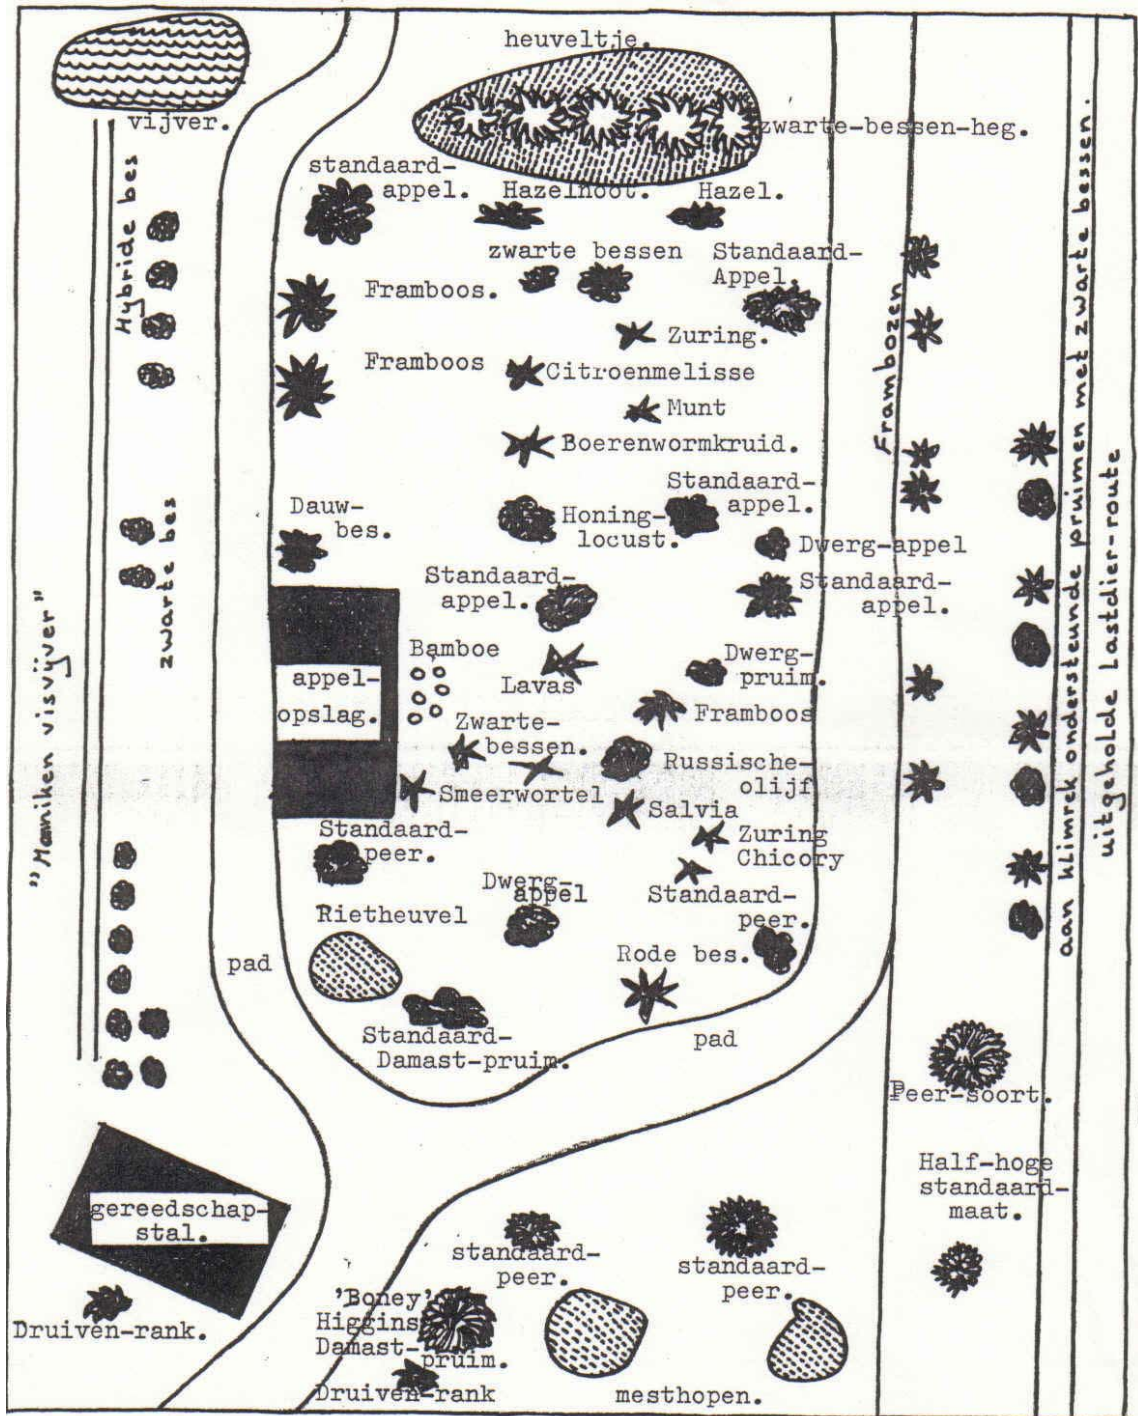 heuveltje.
vijver.
zwarte-bessen-heg.
standaard-
appel.
Hazelnoot.
Hazel.
Hybride bes
zwarte bessen
Standaard-
Appel.
Framboos.
Zuring.
Framboos
Citroenmelisse
Munt
Boerenwormkruid.
Frambozen
aan klimrek ondersteunde pruimen met zwarte bessen.
uitgeholde Lastdier-route
Standaard-
appel.
Dauw-
bes.
Honing-
locust.
Dwerg-appel
zwarte bes
Standaard-
appel.
Standaard-
appel.
"Manniken visvijver"
Bamboe
Lavas
Dwerg-
pruim.
appel-
opslag.
Framboos
Zwarte-
bessen.
Russische-
olijf
Smeerwortel
Salvia
Standaard-
peer.
Zuring
Chicory
Dwerg-
appel
Standaard-
peer.
Rietheuvel
Rode bes.
pad
Standaard-
Damast-pruim.
pad
Peer-soort.
Half-hoge
standaard-
maat.
gereedschap-
stal.
standaard-
peer.
standaard-
peer.
'Boney'
Higgins
Damast-
pruim.
Druiven-rank.
Druiven-rank
mesthopen.